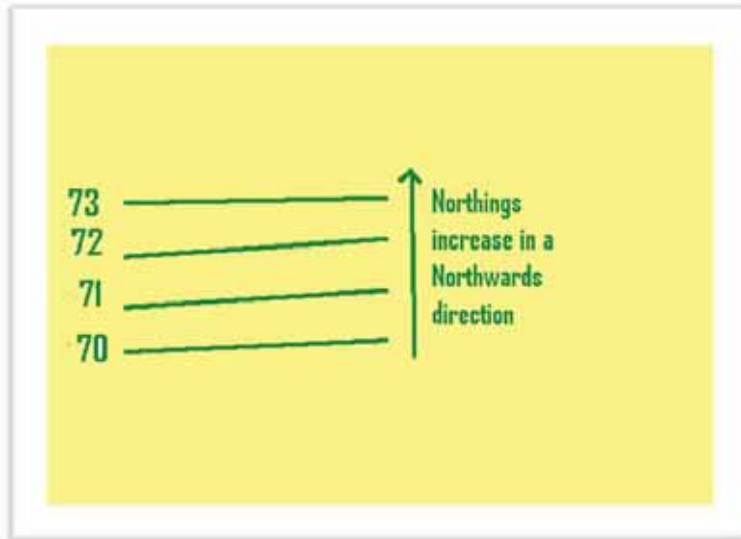 73
72
71
70
Northings
increase in a
Northwards
direction